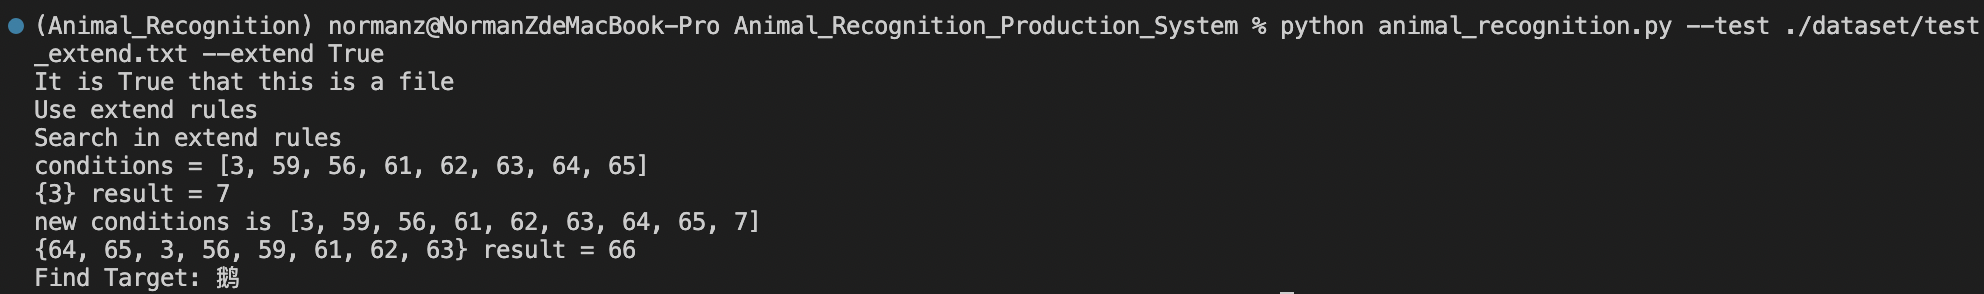 (Animal_Recognition) normanz@NormanZdeMacBook-Pro Animal_Recognition_Production_System % python animal_recognition.py --test ./dataset/test
_extend.txt --extend True
It is True that this is a file
Use extend rules
Search in extend rules
conditions = [3, 59, 56, 61, 62, 63, 64, 65]
{3} result = 7
new conditions is [3, 59, 56, 61, 62, 63, 64, 65, 7]
{64, 65, 3, 56, 59, 61, 62, 63} result = 66
Find Target: 鹅